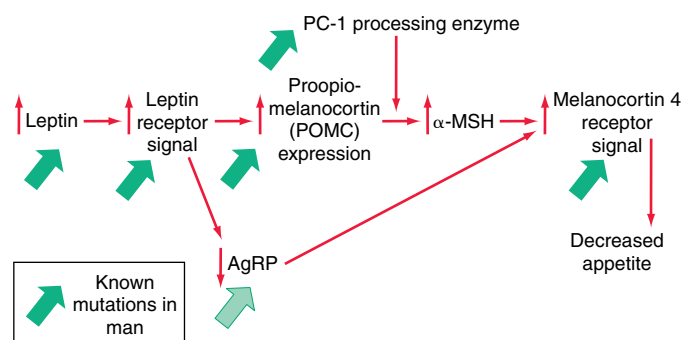 PC-1 processing enzyme
Leptin
Leptin
receptor
signal
Proopio-
melanocortin
(POMC)
expression
α-MSH
Melanocortin 4
receptor
signal
AgRP
Decreased
appetite
Known
mutations in
man